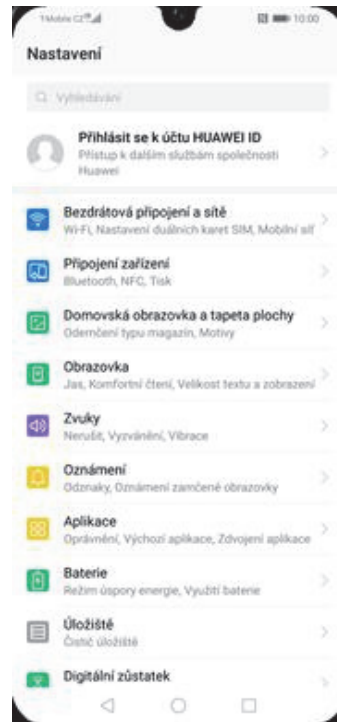 T-Mobile CZ
10:00
Nastavení
Vyhledávání
Přihlásit se k účtu HUAWEI ID
Přístup k dalším službám společnosti
Huawei
Bezdrátová připojení a sítě
Wi-Fi, Nastavení duálních karet SIM, Mobilní síť
Připojení zařízení
Bluetooth, NFC, Tisk
Domovská obrazovka a tapeta plochy
Odemčení typu magazín, Motivy
Obrazovka
Jas, Komfortní čtení, Velikost textu a zobrazení
Zvuky
Nerušit, Vyzvánění, Vibrace
Oznámení
Odznaky, Oznámení zamčené obrazovky
Aplikace
Oprávnění, Výchozí aplikace, Zdvojení aplikace
Baterie
Režim úspory energie, Využití baterie
Úložiště
Čistič úložiště
Digitální zůstatek